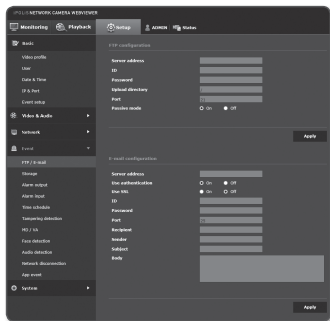 iPOLiS NETWORK CAMERA WEBVIEWER
Monitoring
Playback
Setup
ADMIN
Status
Basic
Video profile
User
Date & Time
IP & Port
Event setup
Video & Audio
Network
Event
FTP / E-mail
Storage
Alarm output
Alarm input
Time schedule
Tampering detection
MD / VA
Face detection
Audio detection
Network disconnection
App event
System
FTP configuration
Server address
ID
Password
Upload directory
Port
Passive mode
On
Off
Apply
E-mail configuration
Server address
Use authentication
On
Off
Use SSL
On
Off
ID
Password
Port
Recipient
Sender
Subject
Body
Apply